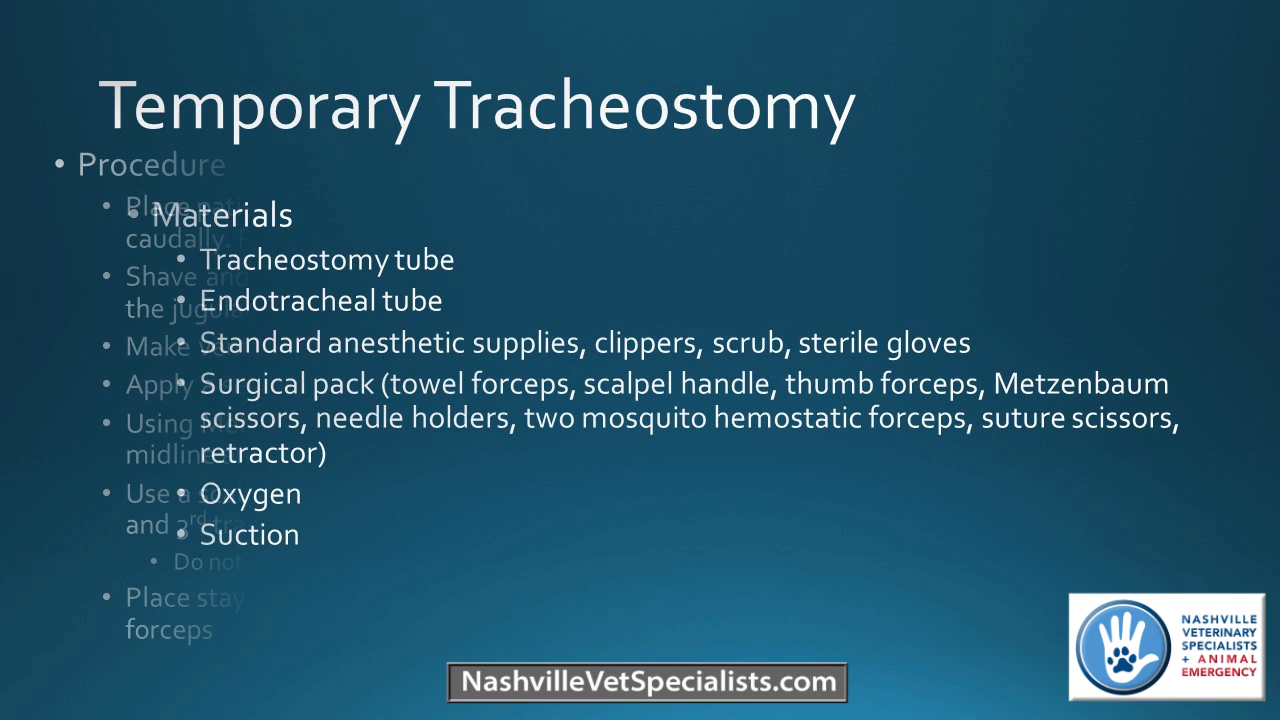 Temporary Tracheostomy
• Procedure
• Place
caudally.
• Shave and
the
• Make
• Apply
• Using
midline
• Use a
and 3rd
• Do not
• Place stay
forceps
• Materials
• Tracheostomy tube
• Endotracheal tube
• Standard anesthetic supplies, clippers, scrub, sterile gloves
• Surgical pack (towel forceps, scalpel handle, thumb forceps, Metzenbaum
scissors, needle holders, two mosquito hemostatic forceps, suture scissors,
retractor)
• Oxygen
• Suction
NASHVILLE
VETERINARY
SPECIALISTS
+ ANIMAL
EMERGENCY
NashvilleVetSpecialists.com